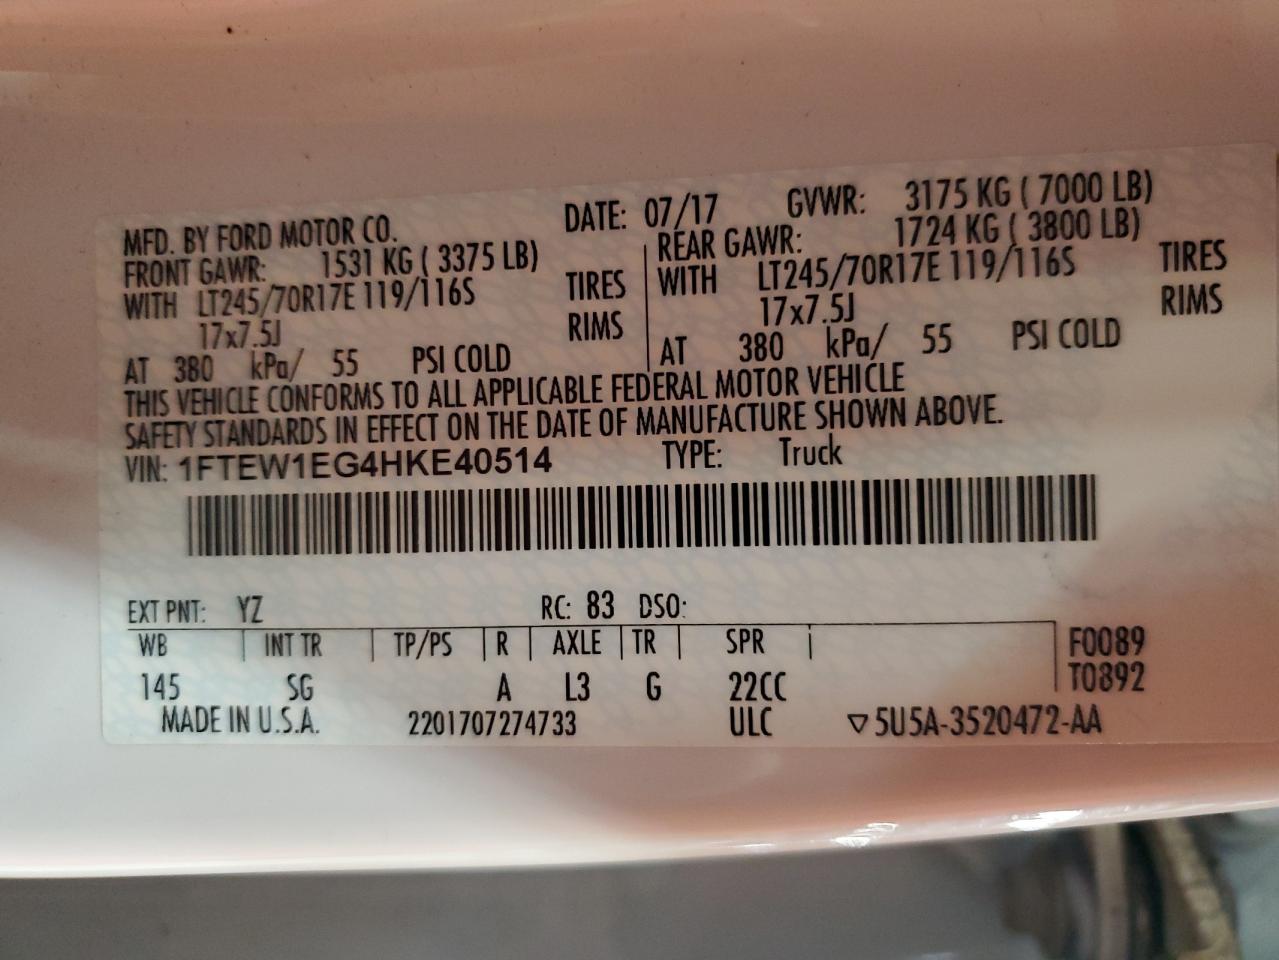 MFD. BY FORD MOTOR CO. DATE: 07/17 GVWR: 3175 KG ( 7000 LB)
FRONT GAWR: 1531 KG ( 3375 LB) REAR GAWR: 1724 KG ( 3800 LB)
WITH LT245/70R17E 119/116S TIRES WITH LT245/70R17E 119/116S TIRES
17x7.5J RIMS 17x7.5J RIMS
AT 380 kPa/ 55 PSI COLD AT 380 kPa/ 55 PSI COLD
THIS VEHICLE CONFORMS TO ALL APPLICABLE FEDERAL MOTOR VEHICLE
SAFETY STANDARDS IN EFFECT ON THE DATE OF MANUFACTURE SHOWN ABOVE.
VIN: 1FTEW1EG4HKE40514 TYPE: Truck
EXT PNT: YZ RC: 83 DSO:
WB INT TR TP/PS R AXLE TR SPR F0089
145 SG A L3 G 22CC T0892
MADE IN U.S.A. 2201707274733 ULC ▽5U5A-3520472-AA